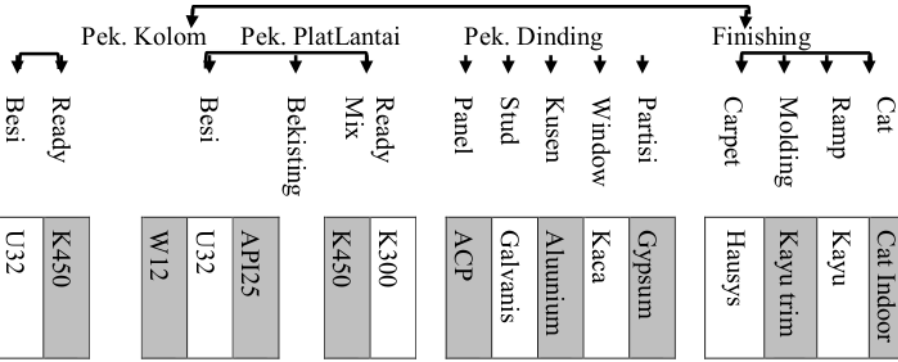 Pek. Kolom
Pek. PlatLantai
Pek. Dinding
Finishing
Besi
Ready
Besi
Bekisting
Ready
Mix
Panel
Stud
Kusen
Window
Partisi
Carpet
Molding
Ramp
Cat
U32
K450
W12
U32
API25
K450
K300
ACP
Galvanis
Aluunium
Kaca
Gypsum
Hausys
Kayu trim
Kayu
Cat Indoor